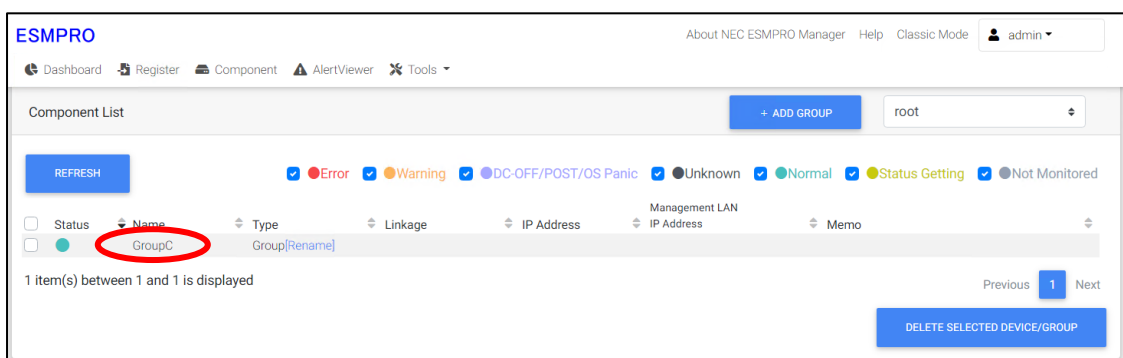 ESMPRO
About NEC ESMPRO Manager Help Classic Mode admin
Dashboard Register Component AlertViewer Tools
Component List
+ ADD GROUP
root
REFRESH
Error Warning DC-OFF/POST/OS Panic Unknown Normal Status Getting Not Monitored
Status Name Type Linkage IP Address Management LAN IP Address Memo
GroupC Group[Rename]
1 item(s) between 1 and 1 is displayed
Previous 1 Next
DELETE SELECTED DEVICE/GROUP